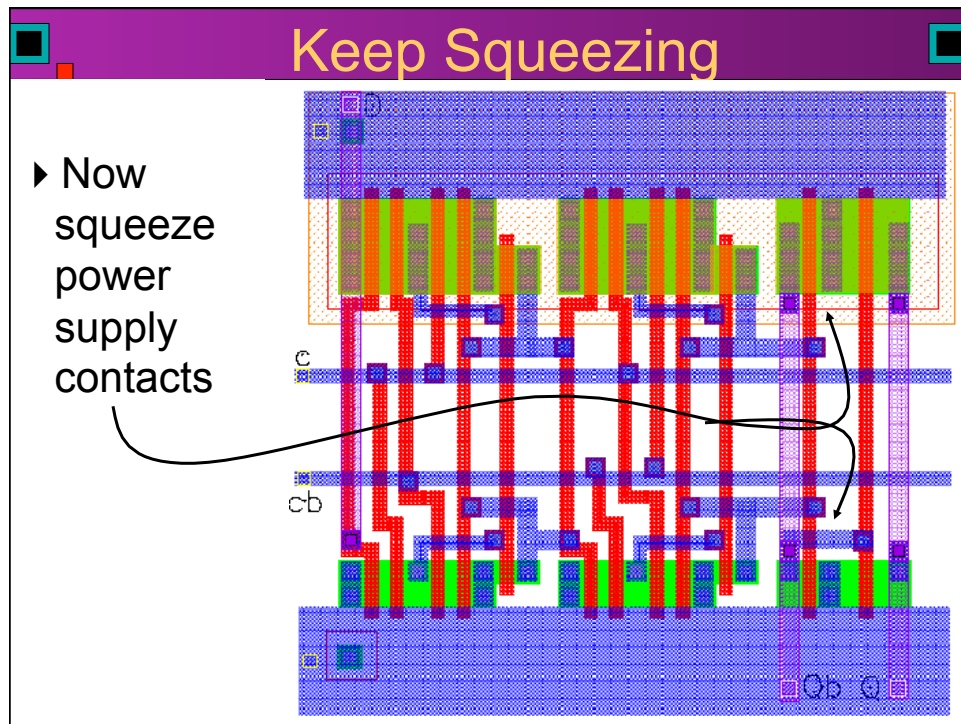 Keep Squeezing
D
Now
squeeze
power
supply
contacts
c
cb
Qb Q